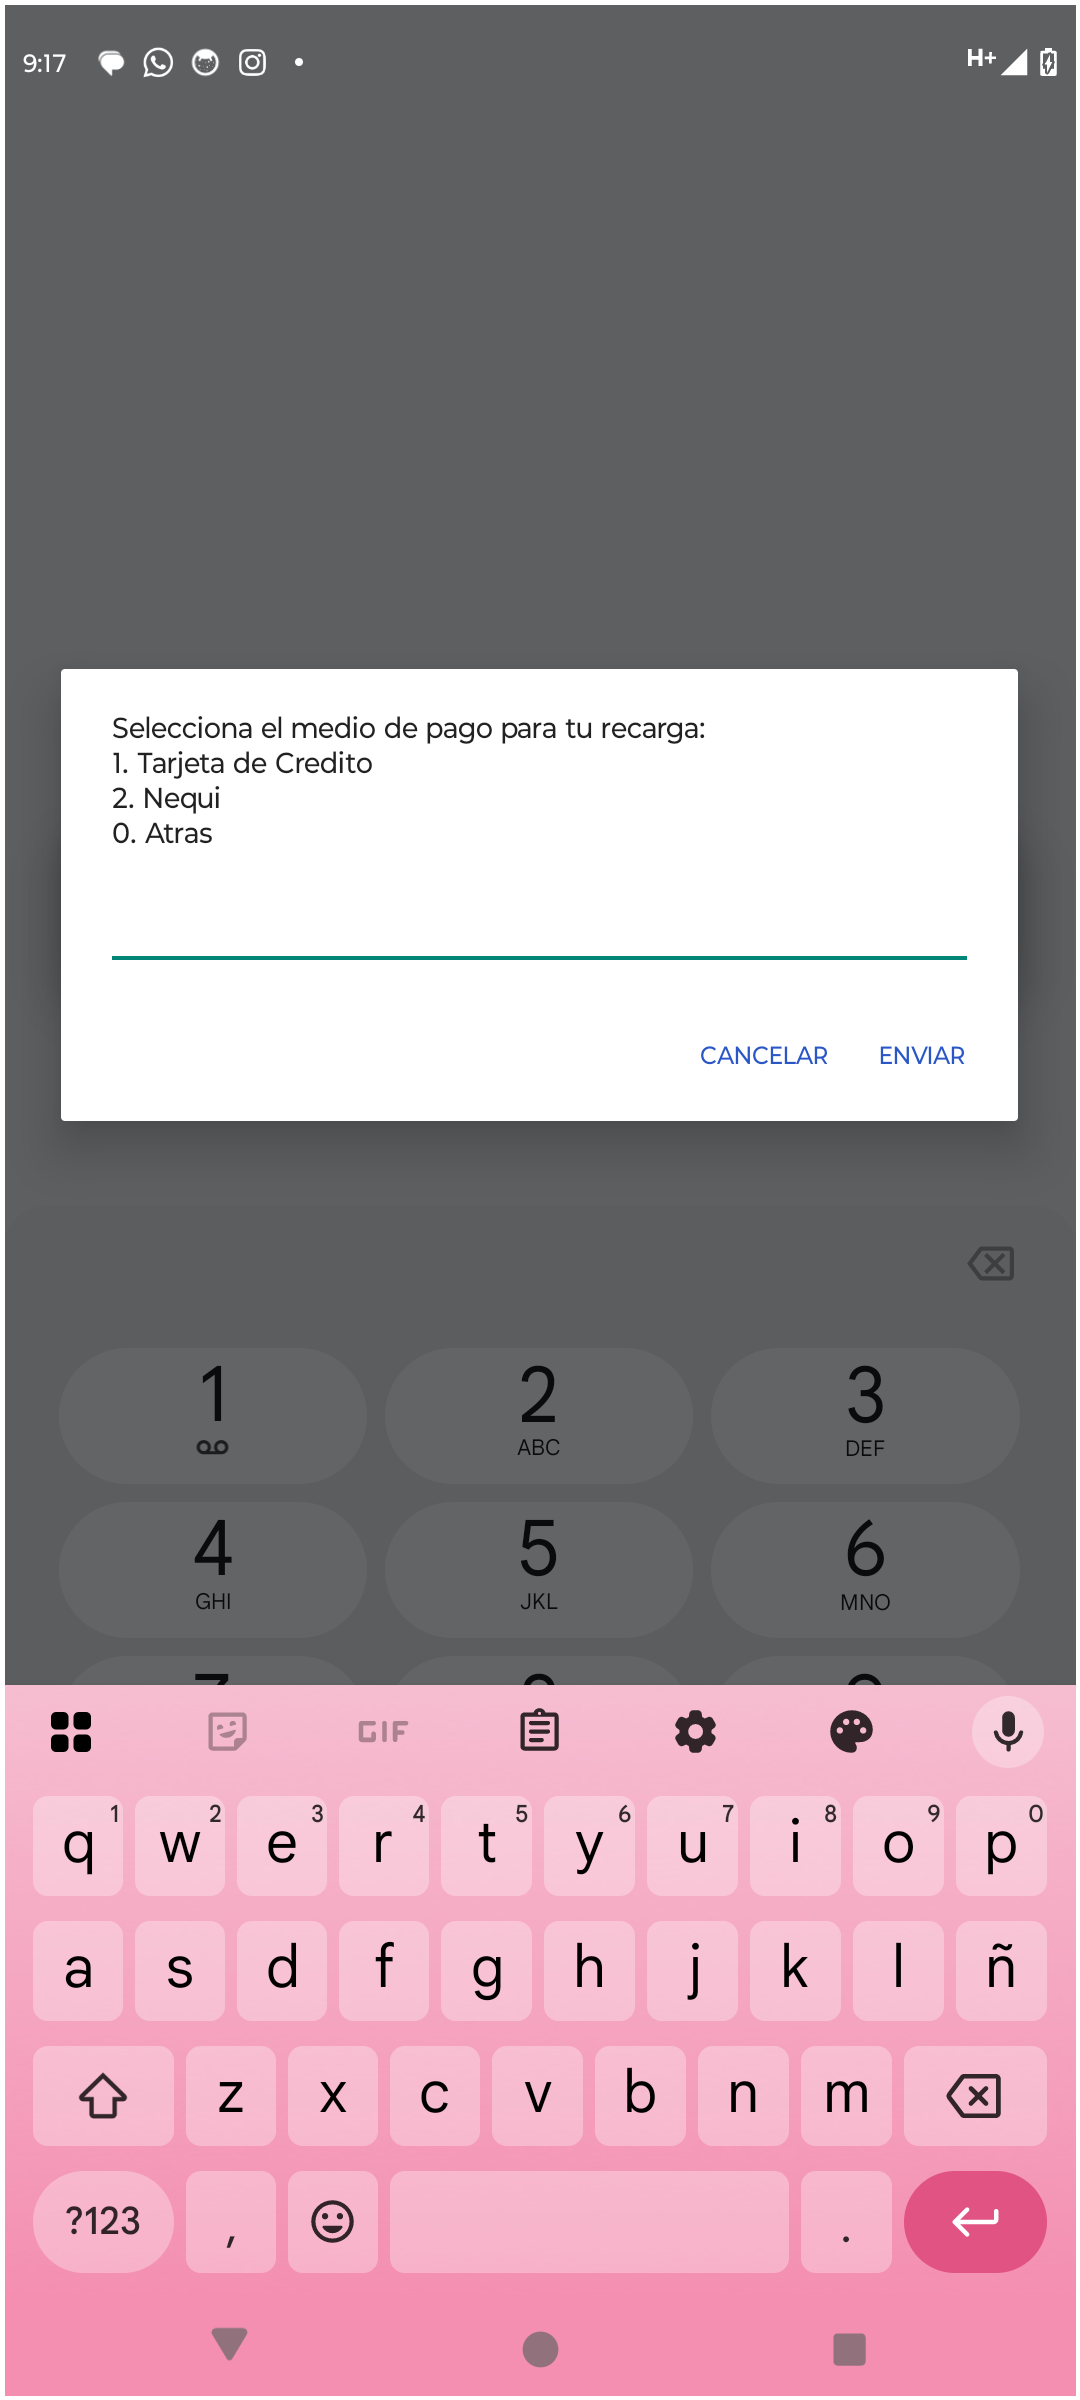 9:17
H+
Selecciona el medio de pago para tu recarga:
1. Tarjeta de Credito
2. Nequi
0. Atras
CANCELAR ENVIAR
1 2 3
ABC DEF
4 5 6
GHI JKL MNO
GIF
1 2 3 4 5 6 7 8 9 0
q w e r t y u i o p
a s d f g h j k l ñ
z x c v b n m
?123 , .